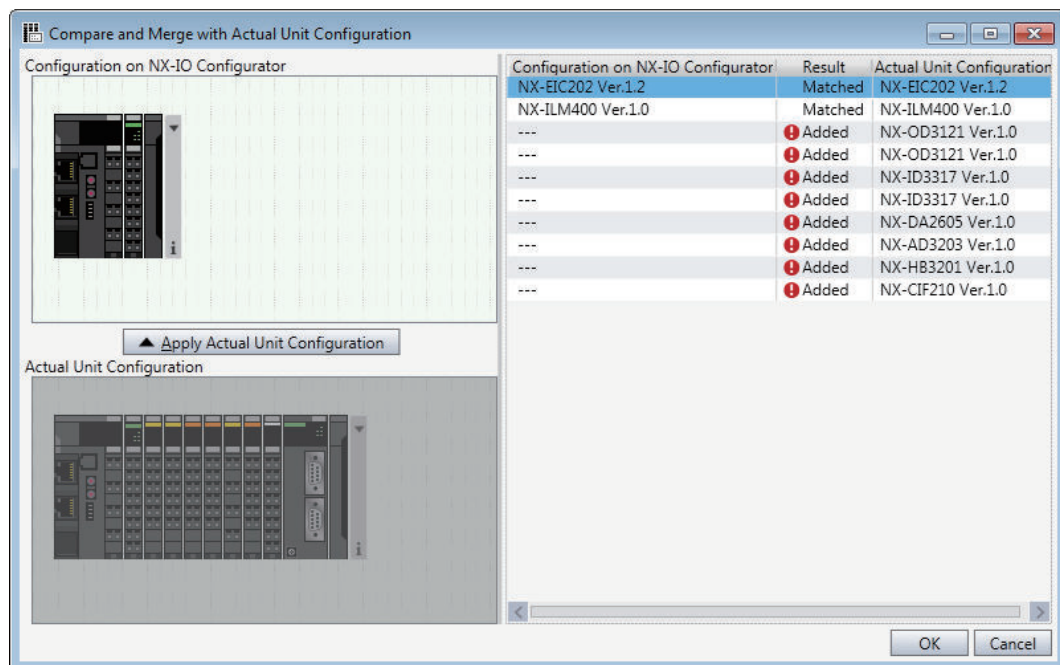 Compare and Merge with Actual Unit Configuration
Configuration on NX-IO Configurator
Apply Actual Unit Configuration
Actual Unit Configuration
Configuration on NX-IO Configurator Result Actual Unit Configuration
NX-EIC202 Ver.1.2 Matched NX-EIC202 Ver.1.2
NX-ILM400 Ver.1.0 Matched NX-ILM400 Ver.1.0
--- Added NX-OD3121 Ver.1.0
--- Added NX-OD3121 Ver.1.0
--- Added NX-ID3317 Ver.1.0
--- Added NX-ID3317 Ver.1.0
--- Added NX-DA2605 Ver.1.0
--- Added NX-AD3203 Ver.1.0
--- Added NX-HB3201 Ver.1.0
--- Added NX-CIF210 Ver.1.0
OK Cancel